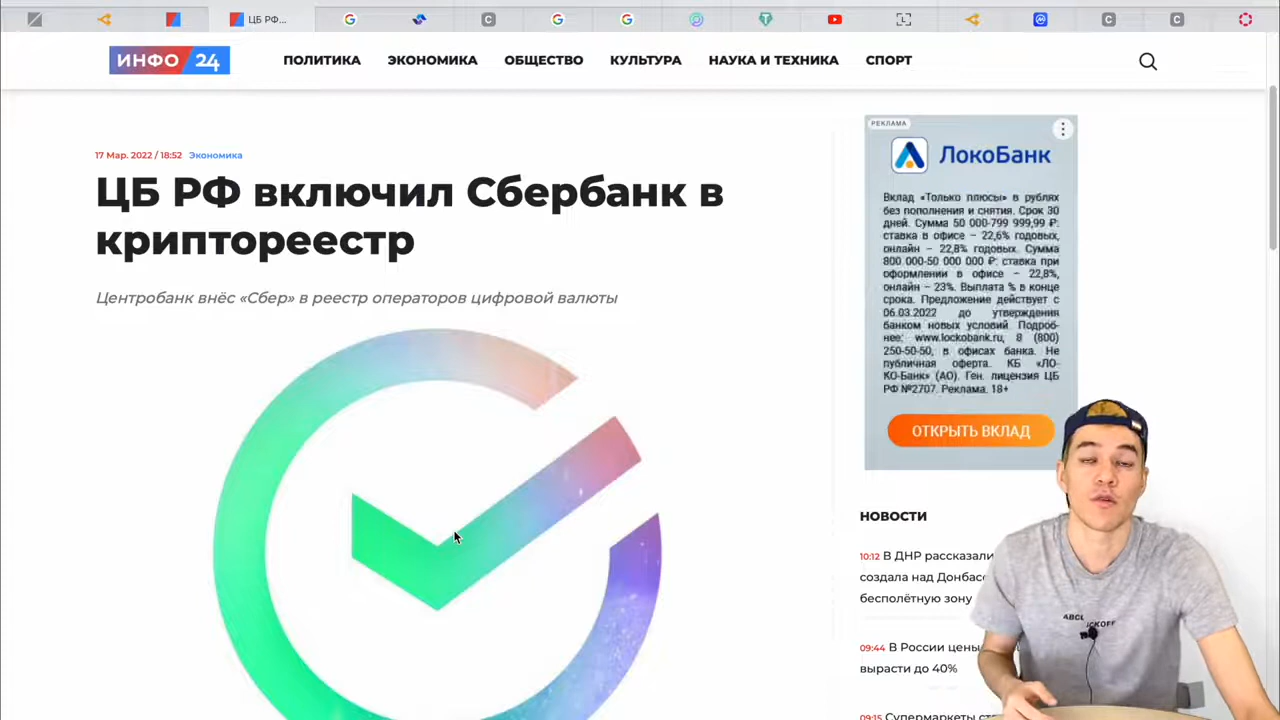 ЦБ РФ...
ИНФО 24
ПОЛИТИКА ЭКОНОМИКА ОБЩЕСТВО КУЛЬТУРА НАУКА И ТЕХНИКА СПОРТ
17 Мар. 2022 / 18:52 Экономика
ЦБ РФ включил Сбербанк в
криптореестр
Центробанк внёс «Сбер» в реестр операторов цифровой валюты
РЕКЛАМА
ЛокоБанк
Вклад «Только плюсы» в рублях
без пополнения и снятия. Срок 30
дней. Сумма 50 000-799 999,99 ₽:
ставка в офисе – 22,6% годовых,
онлайн – 22,8% годовых. Сумма
800 000-50 000 000 ₽: ставка при
оформлении в офисе – 22,8%,
онлайн – 23%. Выплата % в конце
срока. Предложение действует с
06.03.2022 до утверждения
банком новых условий. Подроб-
нее: www.lockobank.ru, 8 (800)
250-50-50, в офисах банка. Не
публичная оферта. КБ «ЛО-
КО-Банк» (АО). Ген. лицензия ЦБ
РФ №2707. Реклама. 18+
ОТКРЫТЬ ВКЛАД
НОВОСТИ
10:12 В ДНР рассказали
создала над Донбасс
бесполётную зону
09:44 В России цены
вырасти до 40%
09:15 Супермаркеты ст